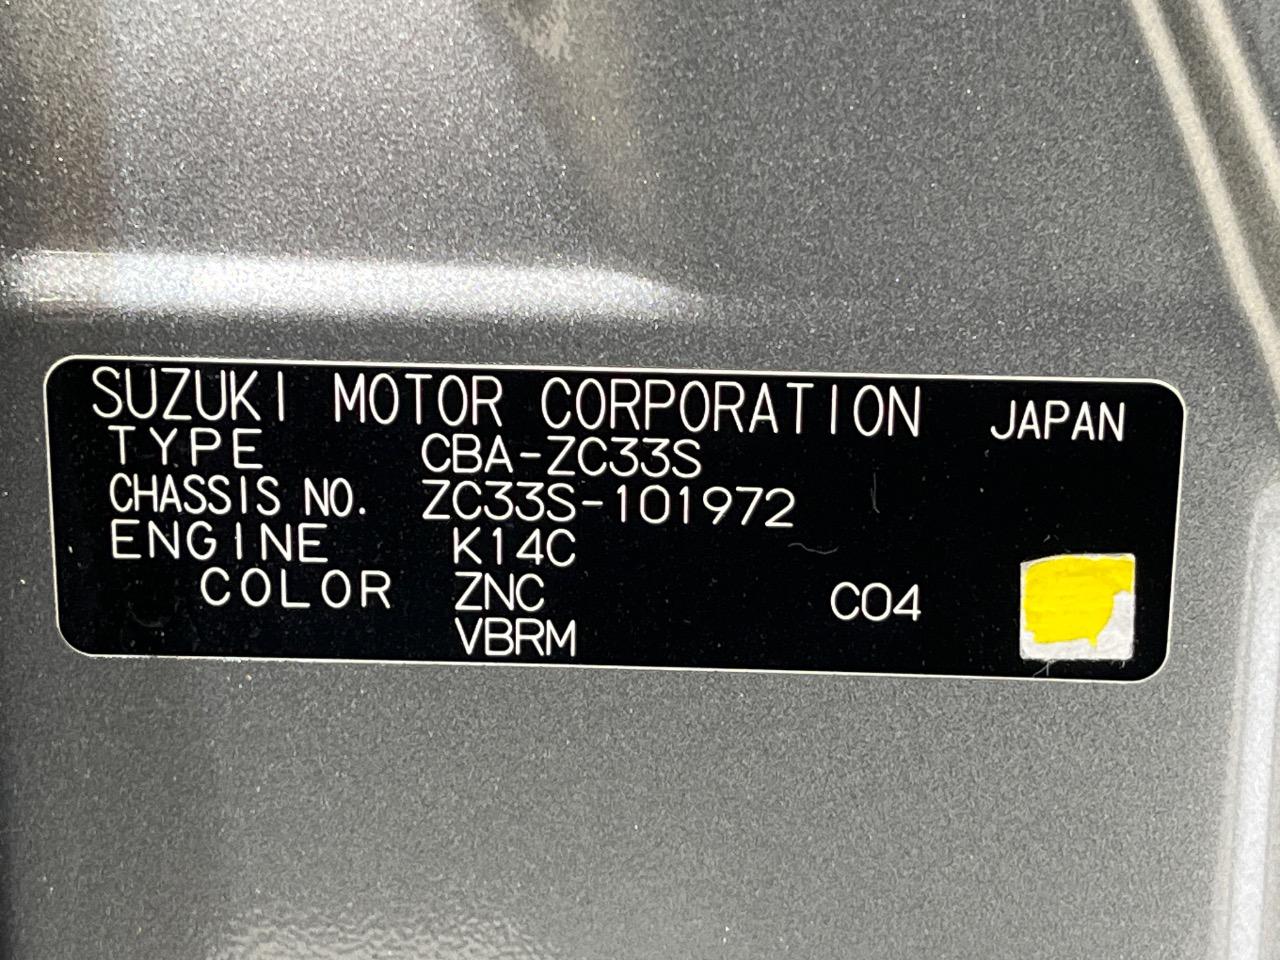 SUZUKI MOTOR CORPORATION JAPAN
TYPE CBA-ZC33S
CHASSIS NO. ZC33S-101972
ENGINE K14C
COLOR ZNC C04
VBRM